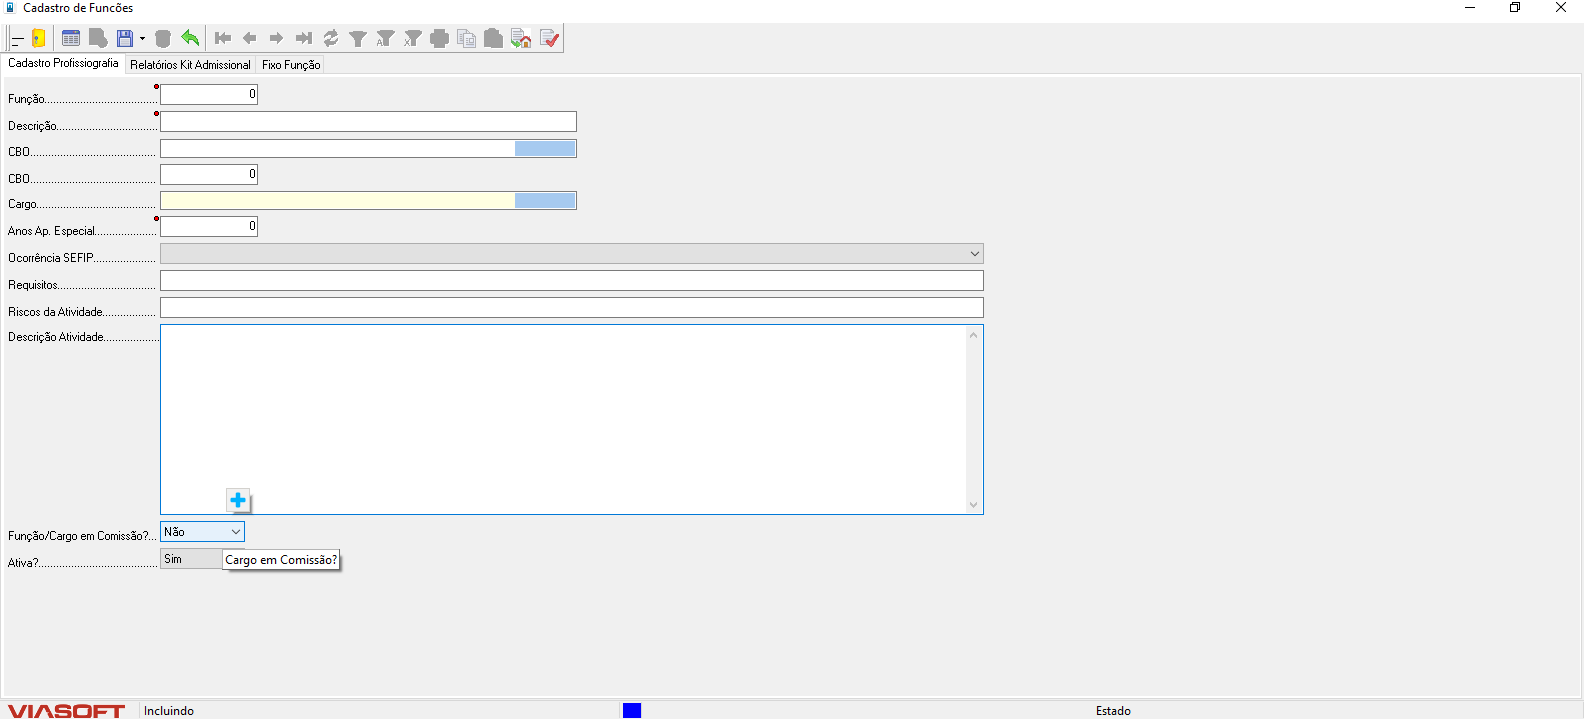 Cadastro de Funcões
Cadastro Profissiografia Relatórios Kit Admissional Fixo Função
Função 0
Descrição
CBO
CBO 0
Cargo
Anos Ap. Especial 0
Ocorrência SEFIP
Requisitos
Riscos da Atividade
Descrição Atividade
Função/Cargo em Comissão?... Não
Ativa? Sim
Cargo em Comissão?
VIASOFT Incluindo Estado